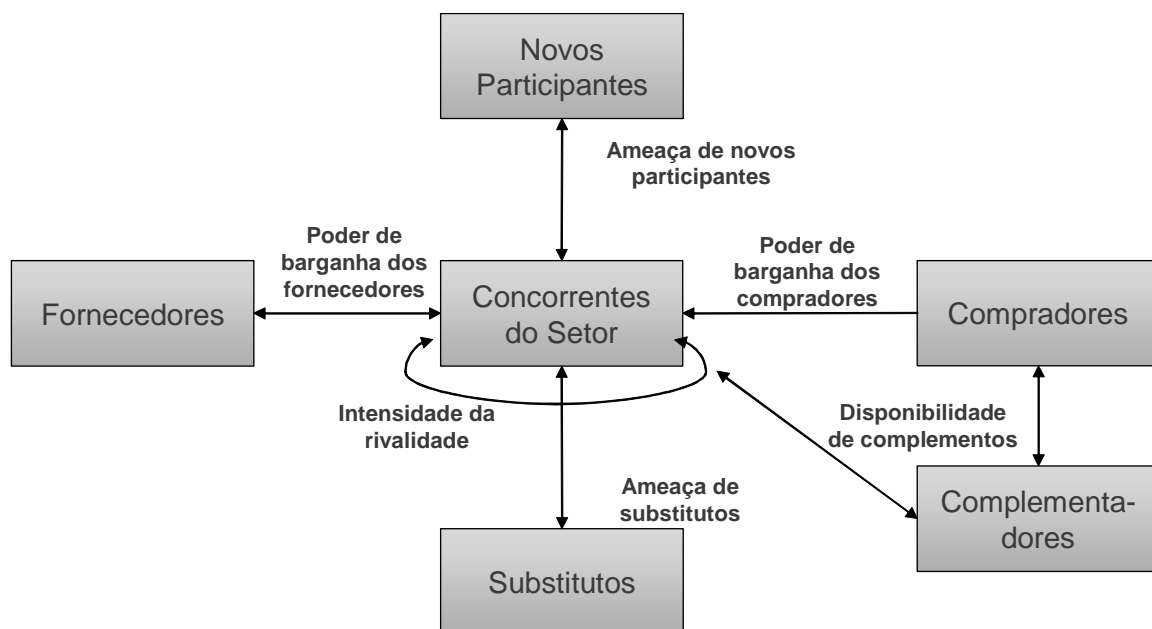 Novos
Participantes
Ameaça de novos
participantes
Poder de
barganha dos
fornecedores
Poder de
barganha dos
compradores
Fornecedores
Concorrentes
do Setor
Compradores
Intensidade da
rivalidade
Disponibilidade
de complementos
Ameaça de
substitutos
Complementa-
dores
Substitutos